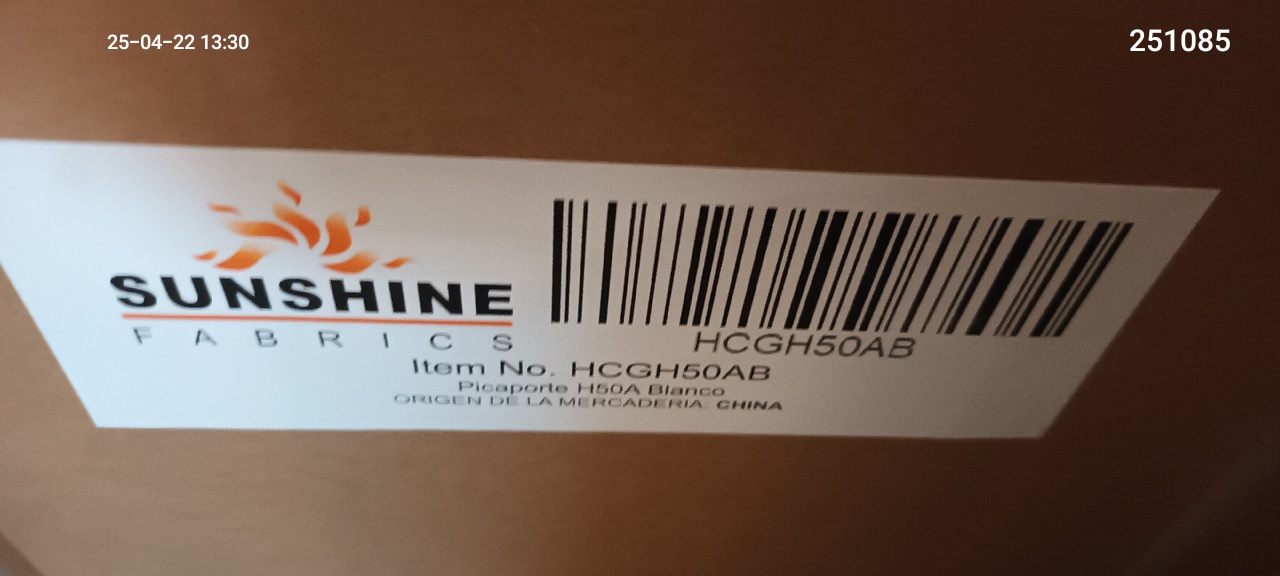 25-04-22 13:30
251085
SUNSHINE
FABRICS
HCGH50AB
Item No. HCGH50AB
Picaporte H50A Blanco
ORIGEN DE LA MERCADERIA: CHINA